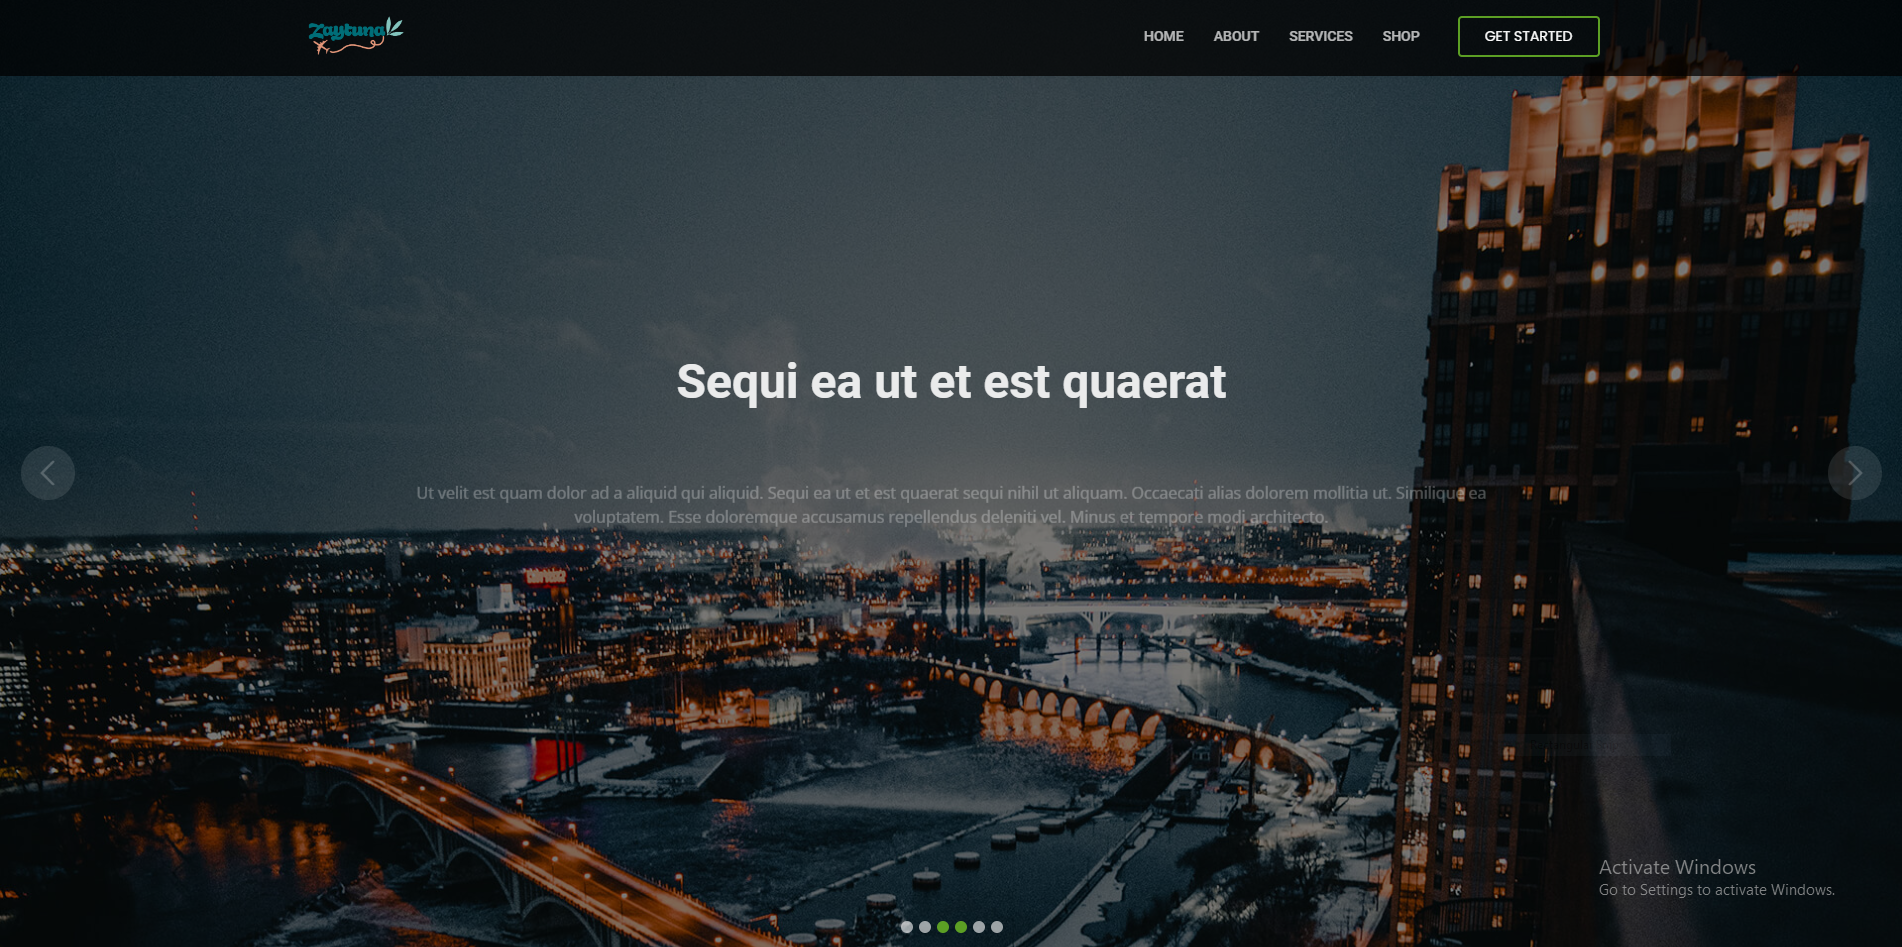 Zaytuna
HOME ABOUT SERVICES SHOP GET STARTED
Sequi ea ut et est quaerat
Ut velit est quam dolor ad a aliquid qui aliquid. Sequi ea ut et est quaerat sequi nihil ut aliquam. Occaecati alias dolorem mollitia ut. Similique ea
voluptatem. Esse doloremque accusamus repellendus deleniti vel. Minus et tempore modi architecto.
Activate Windows
Go to Settings to activate Windows.